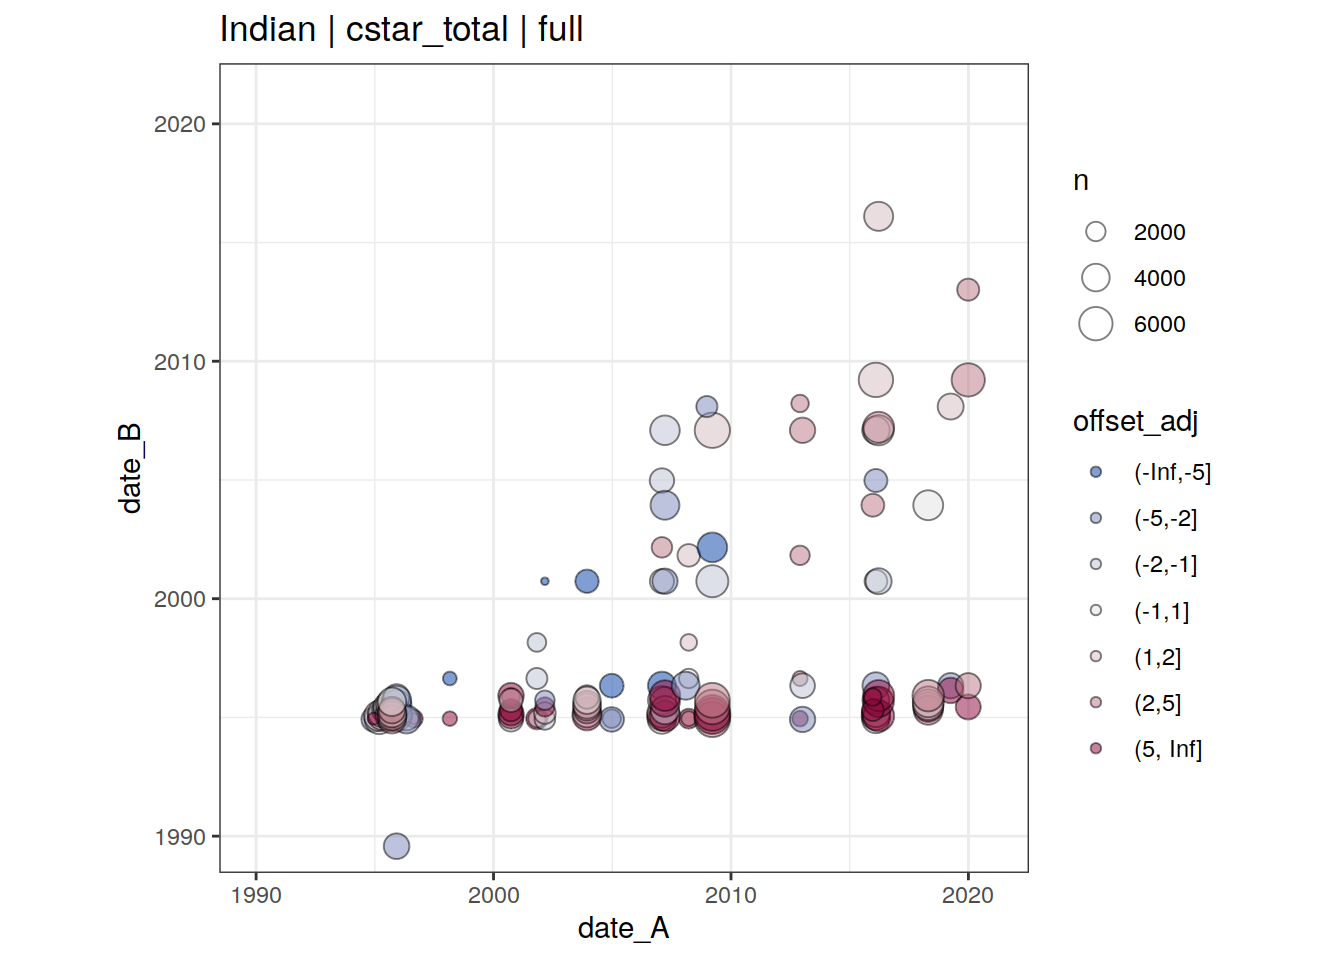 Indian | cstar_total | full
2020
2010
2000
1990
date_B
1990
2000
2010
2020
date_A
n
2000
4000
6000
offset_adj
(-Inf,-5]
(-5,-2]
(-2,-1]
(-1,1]
(1,2]
(2,5]
(5, Inf]